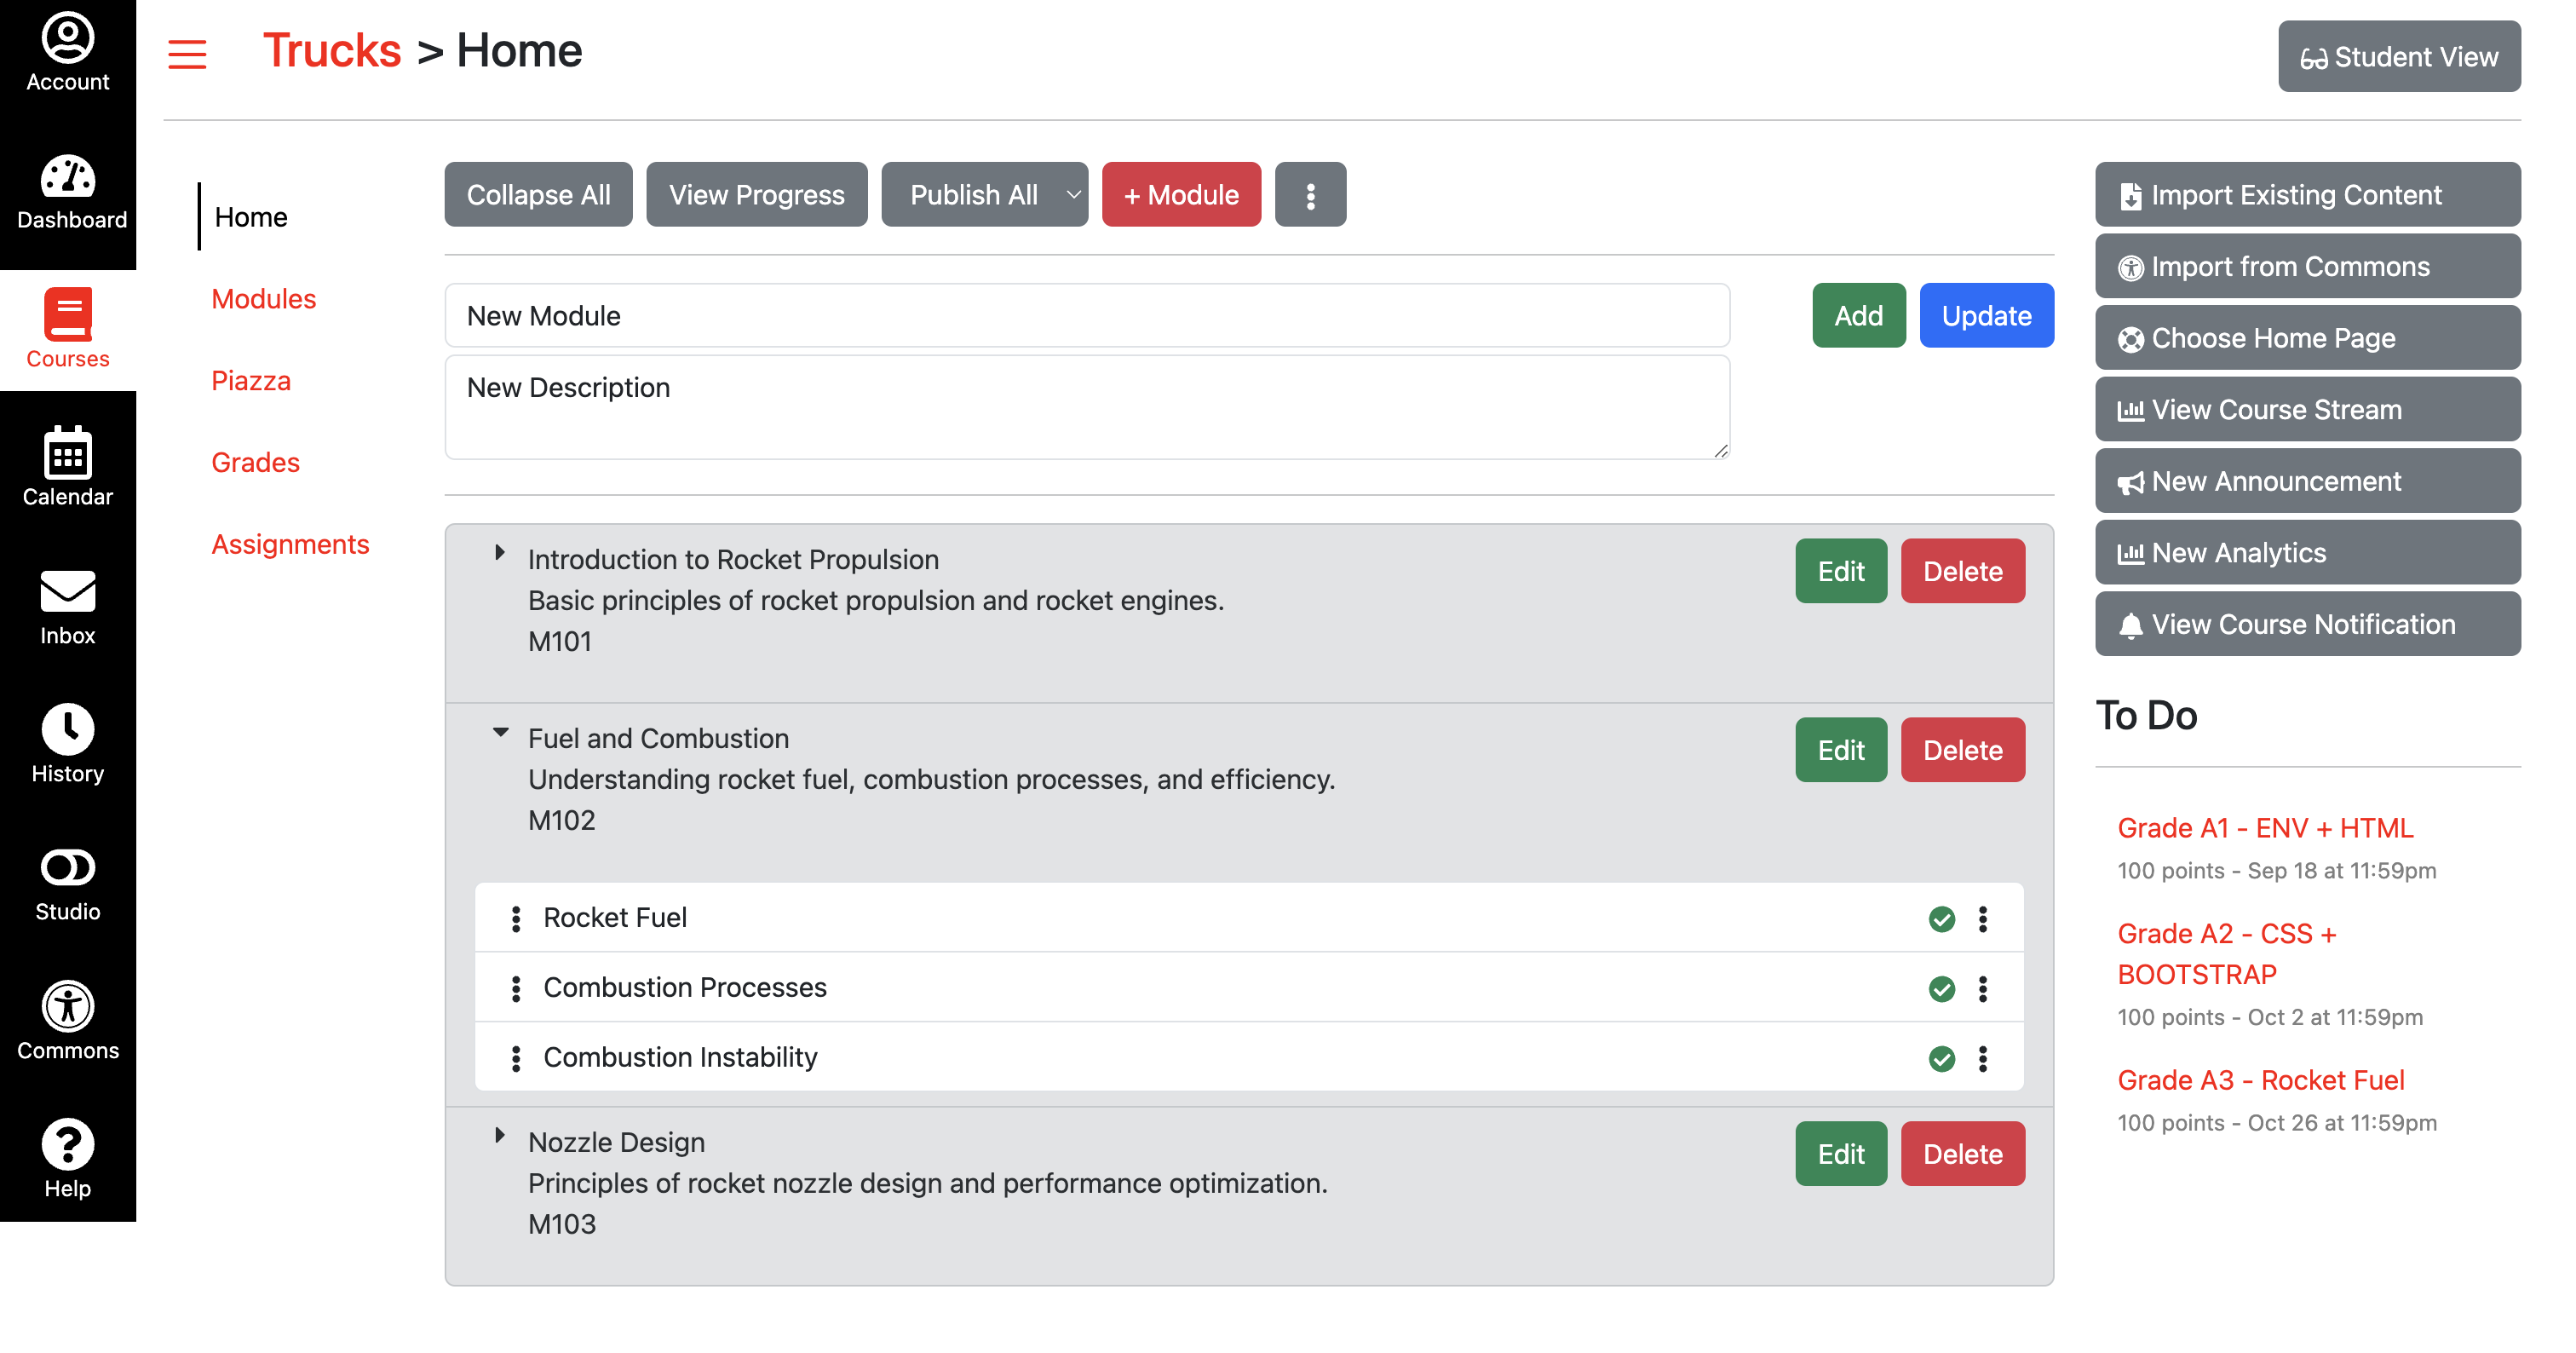 Account
Dashboard
Courses
Calendar
Inbox
History
Studio
Commons
Help
Trucks > Home
Student View
Home
Modules
Piazza
Grades
Assignments
Collapse All
View Progress
Publish All
+ Module
New Module
Add
Update
New Description
Introduction to Rocket Propulsion
Basic principles of rocket propulsion and rocket engines.
M101
Edit
Delete
Fuel and Combustion
Understanding rocket fuel, combustion processes, and efficiency.
M102
Edit
Delete
Rocket Fuel
Combustion Processes
Combustion Instability
Nozzle Design
Principles of rocket nozzle design and performance optimization.
M103
Edit
Delete
Import Existing Content
Import from Commons
Choose Home Page
View Course Stream
New Announcement
New Analytics
View Course Notification
To Do
Grade A1 - ENV + HTML
100 points - Sep 18 at 11:59pm
Grade A2 - CSS +
BOOTSTRAP
100 points - Oct 2 at 11:59pm
Grade A3 - Rocket Fuel
100 points - Oct 26 at 11:59pm